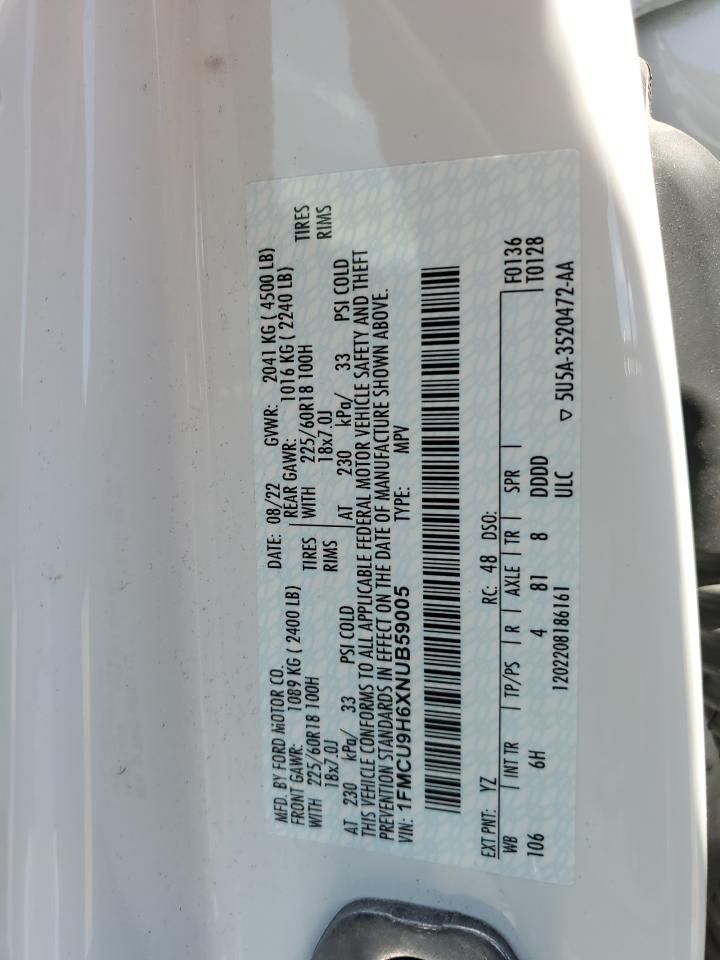 MFD. BY FORD MOTOR CO. DATE: 08/22 GVWR: 2041 KG ( 4500 LB)
FRONT GAWR: 1089 KG ( 2400 LB) REAR GAWR: 1016 KG ( 2240 LB)
WITH 225/60R18 100H TIRES WITH 225/60R18 100H TIRES
18x7.0J RIMS 18x7.0J RIMS
AT 230 kPa/ 33 PSI COLD AT 230 kPa/ 33 PSI COLD
THIS VEHICLE CONFORMS TO ALL APPLICABLE FEDERAL MOTOR VEHICLE SAFETY AND THEFT
PREVENTION STANDARDS IN EFFECT ON THE DATE OF MANUFACTURE SHOWN ABOVE.
VIN: 1FMCU9H6XNUB59005 TYPE: MPV
EXT PNT: YZ RC: 48 DSO: F0136
WB INT TR TP/PS R AXLE TR SPR T0128
106 6H 4 81 8 DDDD
1202208186161 ULC ▽ 5U5A-3520472-AA